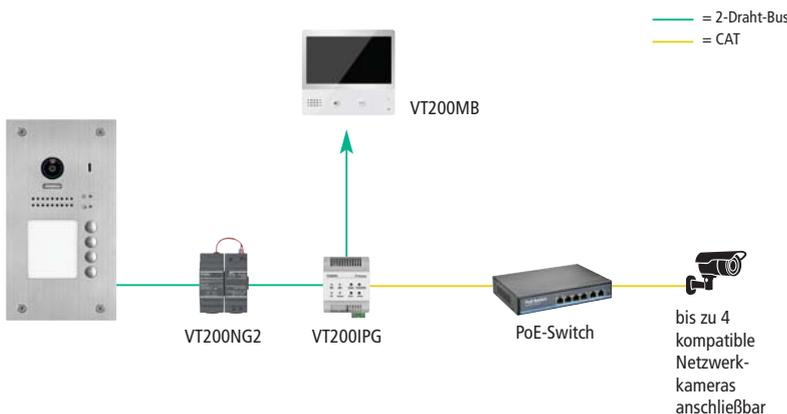 = 2-Draht-Bus
= CAT
VT200MB
VT200NG2
VT200IPG
PoE-Switch
bis zu 4
kompatible
Netzwerk-
kameras
anschließbar